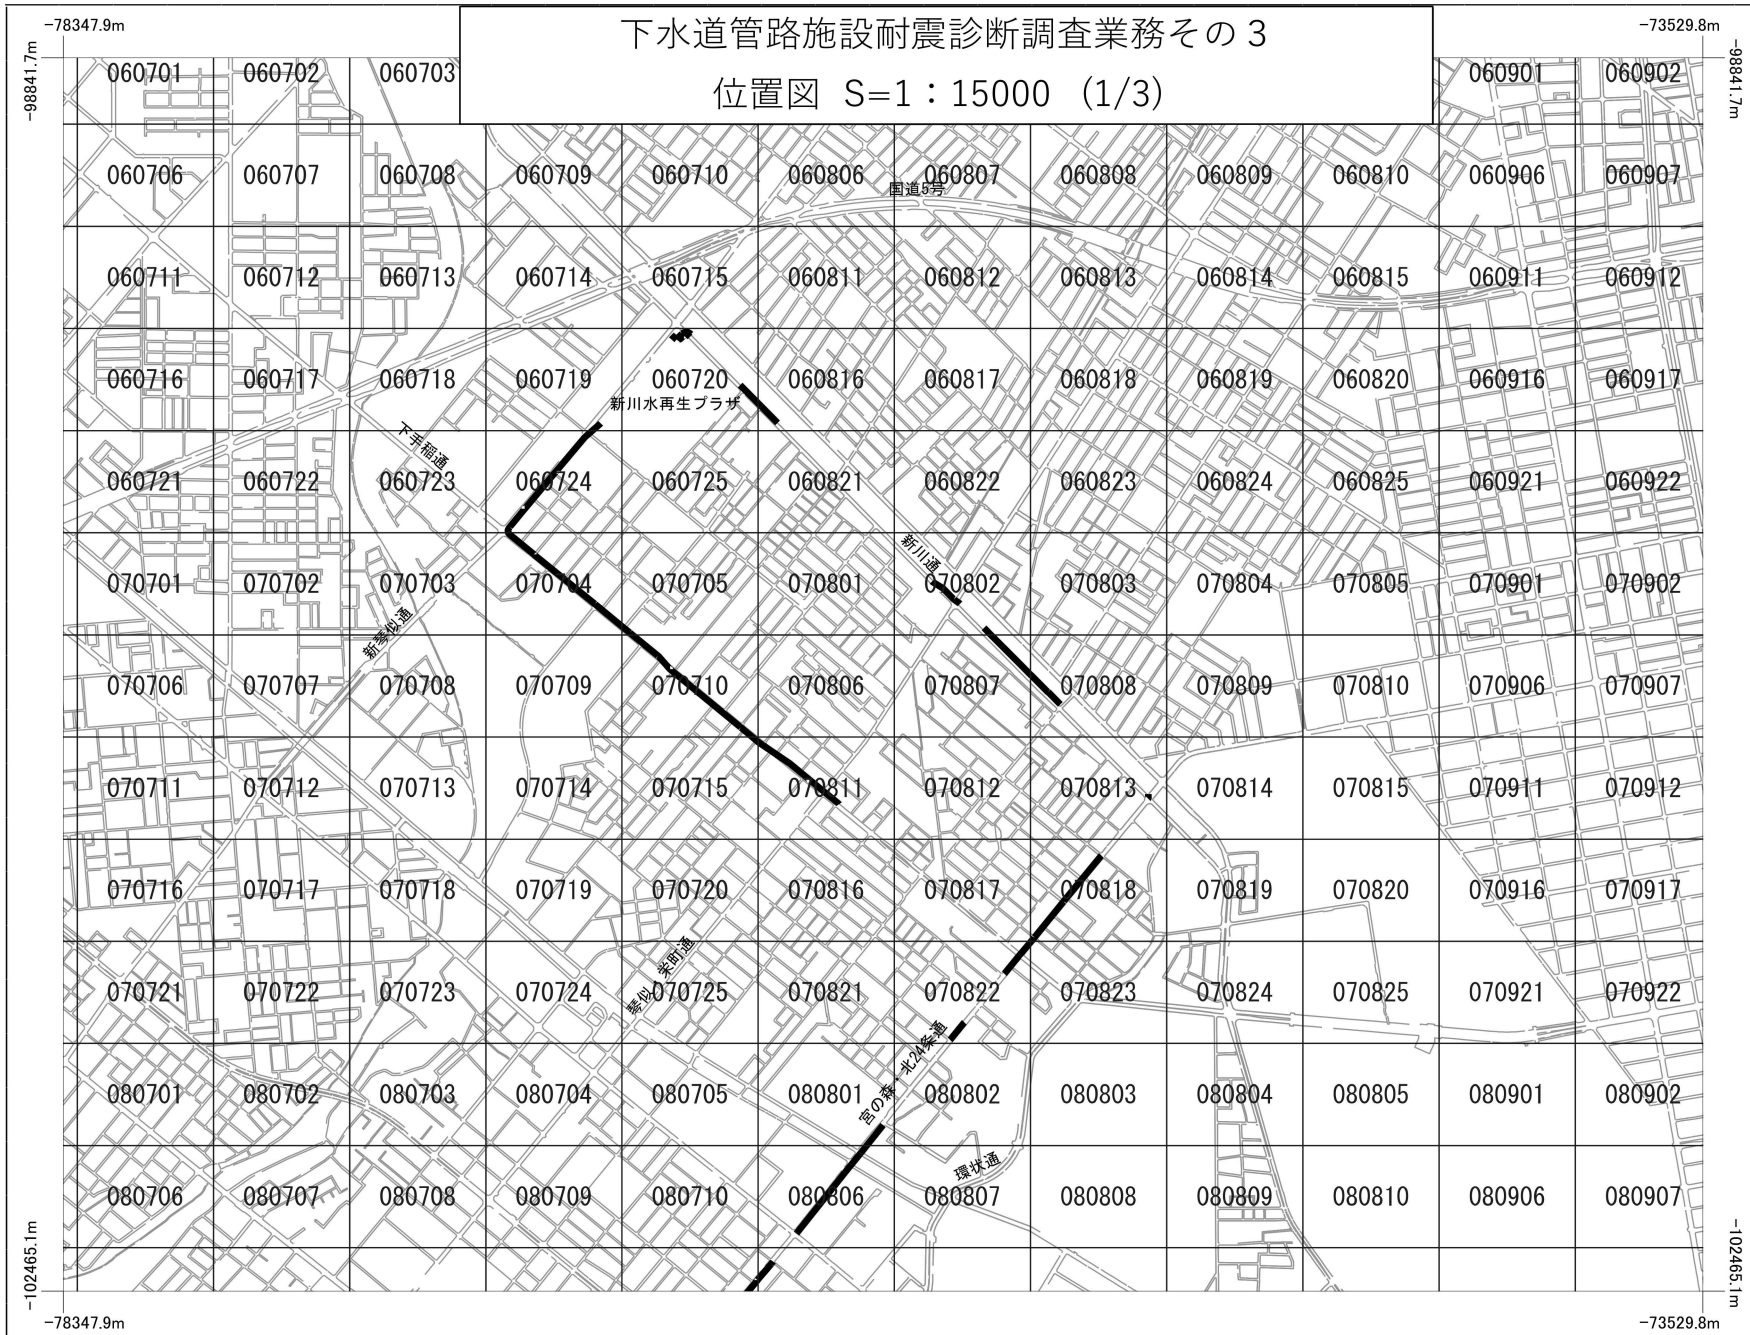 下水道管路施設耐震診断調査業務その３
位置図 S=1：15000 (1/3)
-78347.9m
-73529.8m
-98841.7m
-98841.7m
060701 060702 060703 060901 060902
060706 060707 060708 060709 060710 060806 060807 060808 060809 060810 060906 060907
国道5号
060711 060712 060713 060714 060715 060811 060812 060813 060814 060815 060911 060912
060716 060717 060718 060719 060720 060816 060817 060818 060819 060820 060916 060917
新川水再生プラザ
下手稲通
060721 060722 060723 060724 060725 060821 060822 060823 060824 060825 060921 060922
新川通
070701 070702 070703 070704 070705 070801 070802 070803 070804 070805 070901 070902
新琴似通
070706 070707 070708 070709 070710 070806 070807 070808 070809 070810 070906 070907
070711 070712 070713 070714 070715 070811 070812 070813 070814 070815 070911 070912
070716 070717 070718 070719 070720 070816 070817 070818 070819 070820 070916 070917
琴似・栄町通
070721 070722 070723 070724 070725 070821 070822 070823 070824 070825 070921 070922
宮の森・北24条通
080701 080702 080703 080704 080705 080801 080802 080803 080804 080805 080901 080902
環状通
080706 080707 080708 080709 080710 080806 080807 080808 080809 080810 080906 080907
-102465.1m
-102465.1m
-78347.9m
-73529.8m